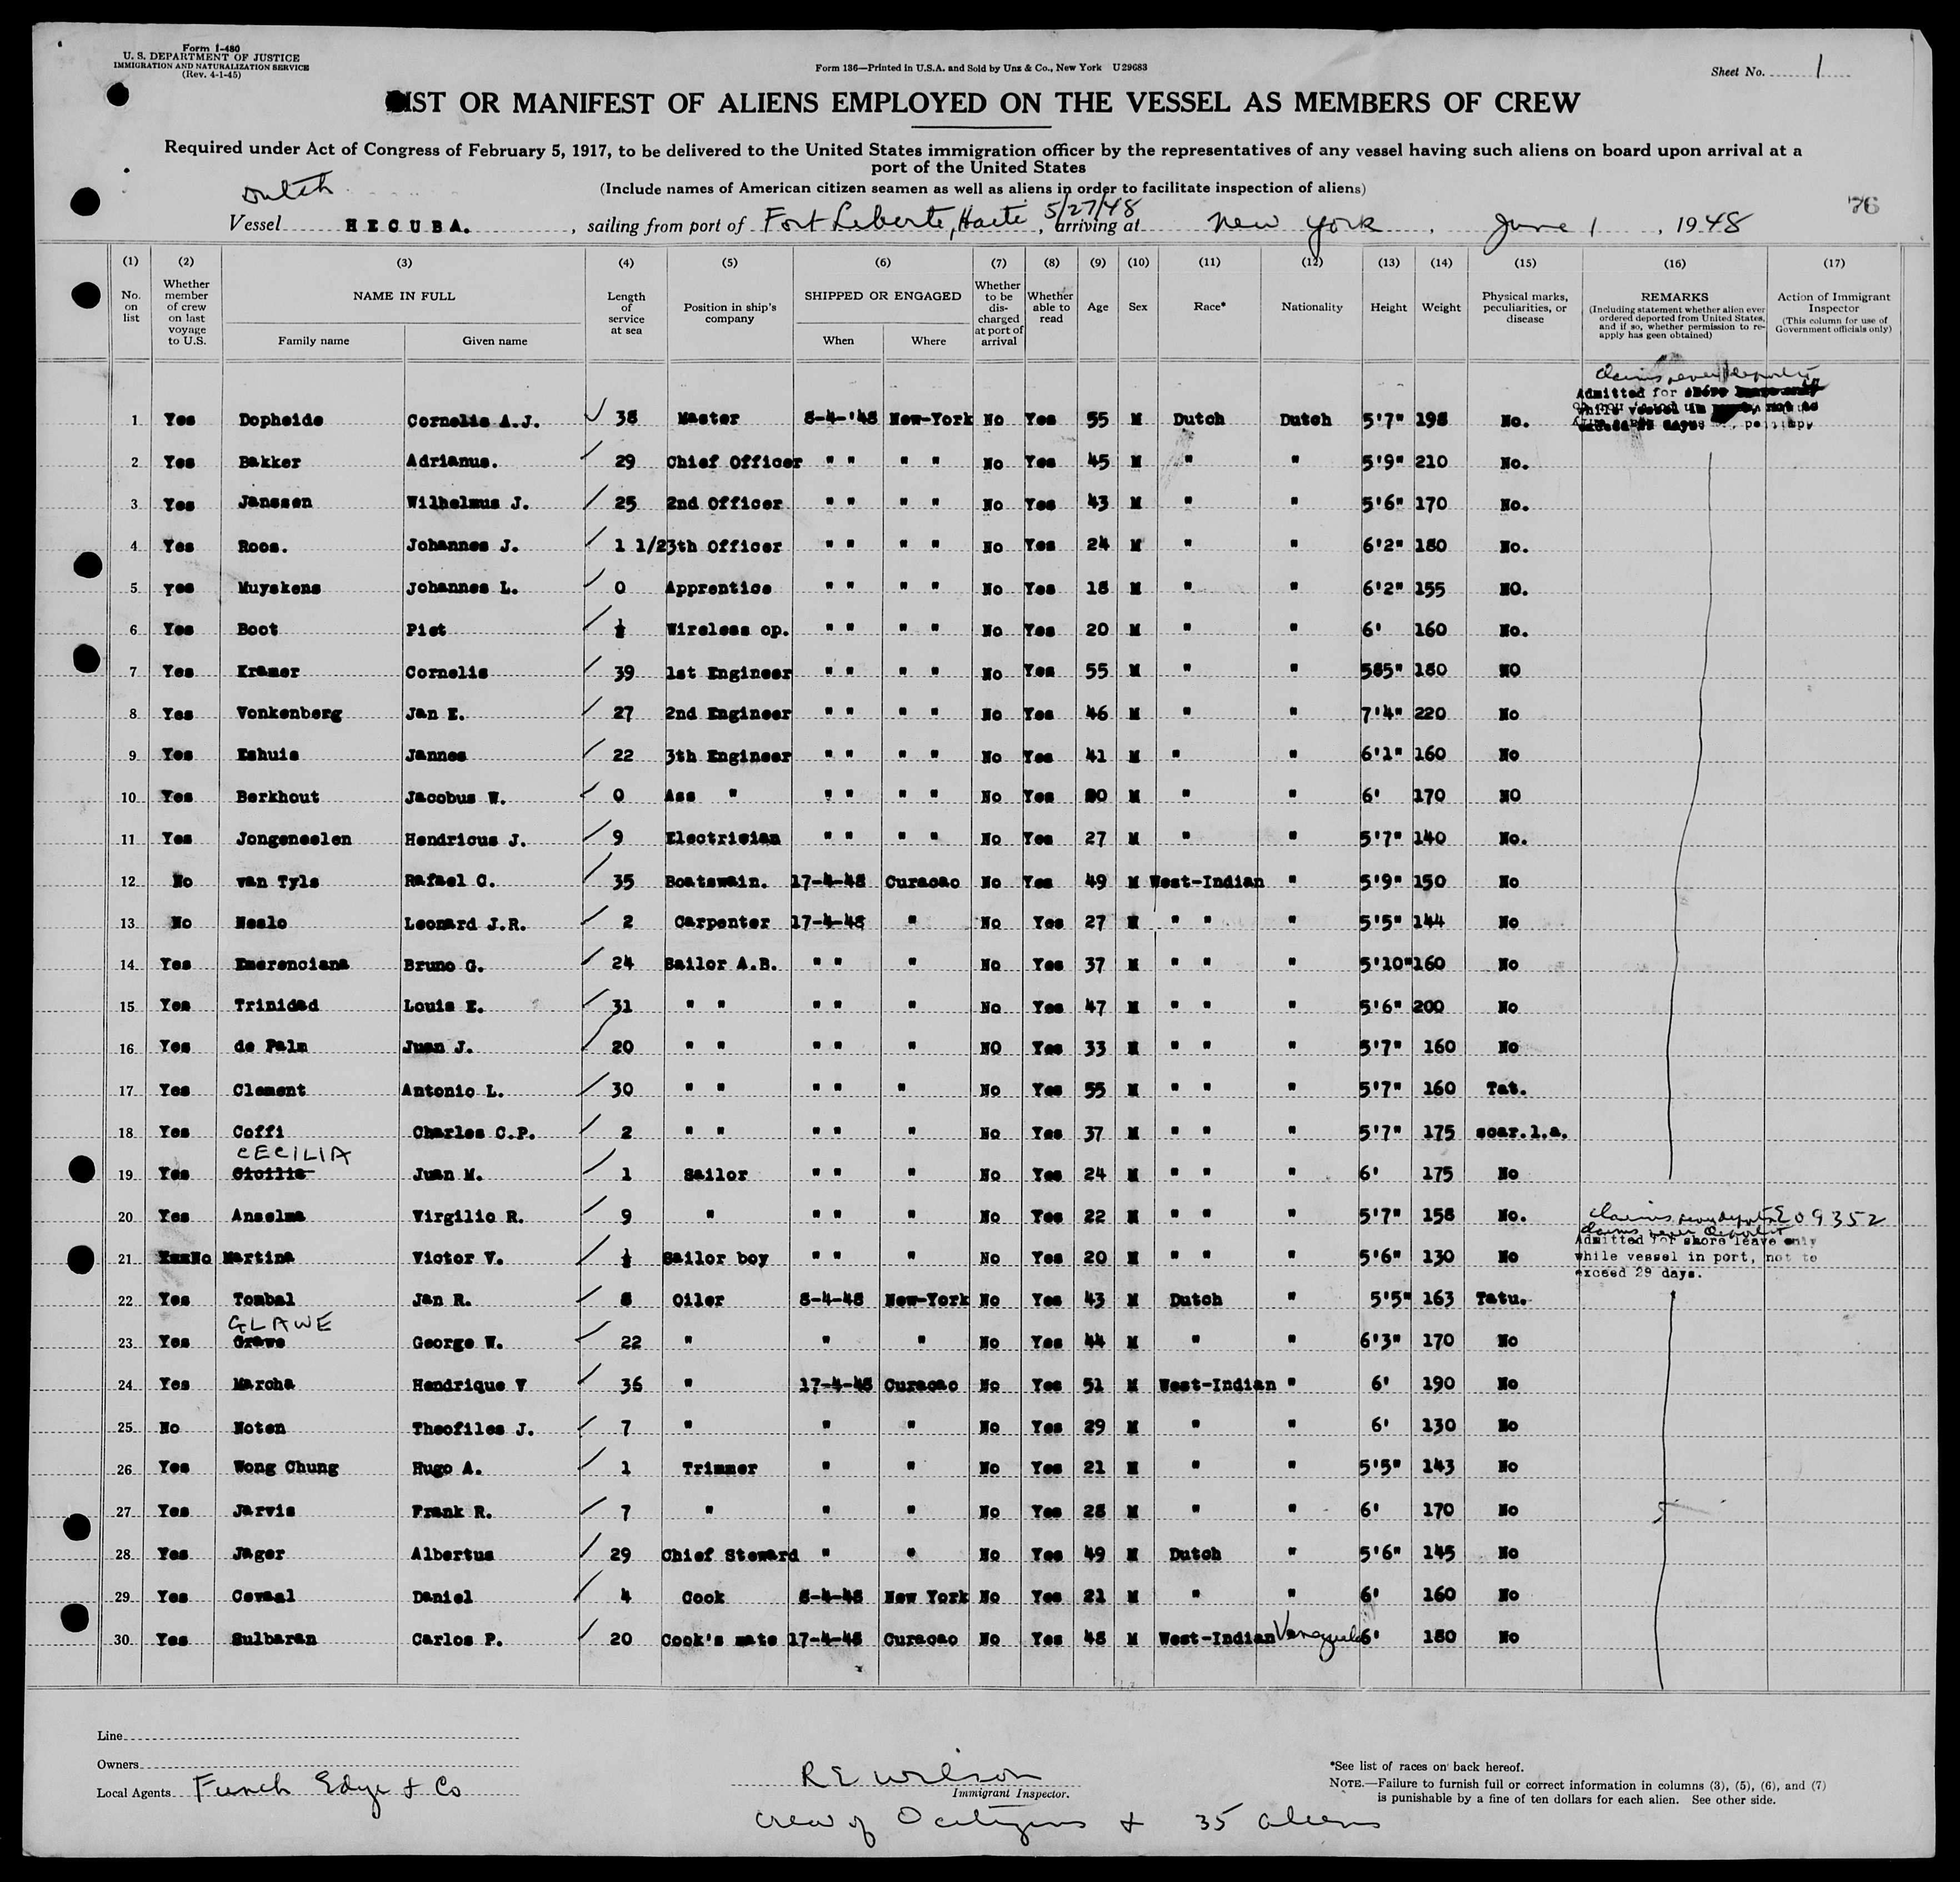 Form I-480
U. S. DEPARTMENT OF JUSTICE
IMMIGRATION AND NATURALIZATION SERVICE
(Rev. 4-1-45)
Form 136—Printed in U.S.A. and Sold by Unz & Co., New York U29683
Sheet No. 1
LIST OR MANIFEST OF ALIENS EMPLOYED ON THE VESSEL AS MEMBERS OF CREW
Required under Act of Congress of February 5, 1917, to be delivered to the United States immigration officer by the representatives of any vessel having such aliens on board upon arrival at a
port of the United States
(Include names of American citizen seamen as well as aliens in order to facilitate inspection of aliens)
Dutch
76
Vessel HECUBA. , sailing from port of Fort Liberte, Haiti 5/27/48 , arriving at New York , June 1 , 1948
(1) (2) (3) (4) (5) (6) (7) (8) (9) (10) (11) (12) (13) (14) (15) (16) (17)
No. on list Whether member of crew on last voyage to U.S. NAME IN FULL Family name Given name Length of service at sea Position in ship's company SHIPPED OR ENGAGED When Where Whether to be discharged at port of arrival Whether able to read Age Sex Race* Nationality Height Weight Physical marks, peculiarities, or disease REMARKS (Including statement whether alien ever ordered deported from United States, and if so, whether permission to re-apply has geen obtained) Action of Immigrant Inspector (This column for use of Government officials only)
Admitted for
1 Yes Dopheide Cornelis A.J. 38 Master 8-4-'48 New-York No Yes 55 M Dutch Dutch 5'7" 198 No.
2 Yes Bakker Adrianus. 29 Chief Officer " " " " No Yes 45 M " " 5'9" 210 No.
3 Yes Janssen Wilhelmus J. 25 2nd Officer " " " " No Yes 43 M " " 5'6" 170 No.
4 Yes Roos. Johannes J. 1 1/2 3th Officer " " " " No Yes 24 M " " 6'2" 180 No.
5 yes Muyskens Johannes L. 0 Apprentice " " " " No Yes 18 M " " 6'2" 155 NO.
6 Yes Boot Piet ½ Wireless op. " " " " No Yes 20 M " " 6' 160 No.
7 Yes Kramer Cornelis 39 1st Engineer " " " " No Yes 55 M " " 585" 180 NO
8 Yes Vonkenberg Jan E. 27 2nd Engineer " " " " No Yes 46 M " " 7'4" 220 No
9 Yes Eshuis Jannes 22 3th Engineer " " " " No Yes 41 M " " 6'1" 160 No
10 Yes Berkhout Jacobus W. 0 Ass " " " " " No Yes 20 M " " 6' 170 NO
11 Yes Jongeneelen Hendricus J. 9 Electrisian " " " " No Yes 27 M " " 5'7" 140 No.
12 No van Tyls Rafael C. 35 Boatswain. 17-4-48 Curacao No Yes 49 M West-Indian " 5'9" 150 No
13 No Neslo Leonard J.R. 2 Carpenter 17-4-48 " No Yes 27 M " " " 5'5" 144 No
14 Yes Emerenciana Bruno G. 24 Sailor A.B. " " " No Yes 37 M " " " 5'10" 160 No
15 Yes Trinidad Louis E. 31 " " " " " No Yes 47 M " " " 5'6" 200 No
16 Yes de Palm Juan J. 20 " " " " " NO Yes 33 M " " " 5'7" 160 No
17 Yes Clement Antonio L. 30 " " " " " No Yes 55 M " " " 5'7" 160 Tat.
18 Yes Coffi Charles C.P. 2 " " " " " No Yes 37 M " " " 5'7" 175 scar.l.a.
CECILIA
19 Yes Cicilia Juan M. 1 Sailor " " " No Yes 24 M " " " 6' 175 No
20 Yes Anselma Virgilio R. 9 " " " " No Yes 22 M " " " 5'7" 158 No. E09352
claims never deported
Admitted for shore leave only
21 No Martina Victor V. ½ Sailor boy " " " No Yes 20 M " " " 5'6" 130 No while vessel in port, not to
exceed 29 days.
22 Yes Tombal Jan R. 8 Oiler 8-4-48 New-York No Yes 43 M Dutch " 5'5" 163 Tatu.
GLAWE
23 Yes Grawe George W. 22 " " " No Yes 44 M " " 6'3" 170 No
24 Yes Marcha Hendrique V 36 " 17-4-48 Curacao No Yes 51 M West-Indian " 6' 190 No
25 No Noten Theofiles J. 7 " " " No Yes 29 M " " 6' 130 No
26 Yes Wong Chung Hugo A. 1 Trimmer " " No Yes 21 M " " 5'5" 143 No
27 Yes Jarvis Frank R. 7 " " " No Yes 28 M " " 6' 170 No
28 Yes Jager Albertus 29 Chief Steward " " No Yes 49 M Dutch " 5'6" 145 No
29 Yes Cevaal Daniel 4 Cook 8-4-48 New York No Yes 21 M " " 6' 160 No
30 Yes Sulbaran Carlos P. 20 Cook's mate 17-4-48 Curacao No Yes 48 M West-Indian Venezuela 6' 180 No
Line
Owners
Local Agents Funch Edye & Co
R E Wilson
Immigrant Inspector.
crew of 0 citizens & 35 aliens
*See list of races on back hereof.
NOTE.—Failure to furnish full or correct information in columns (3), (5), (6), and (7)
is punishable by a fine of ten dollars for each alien. See other side.